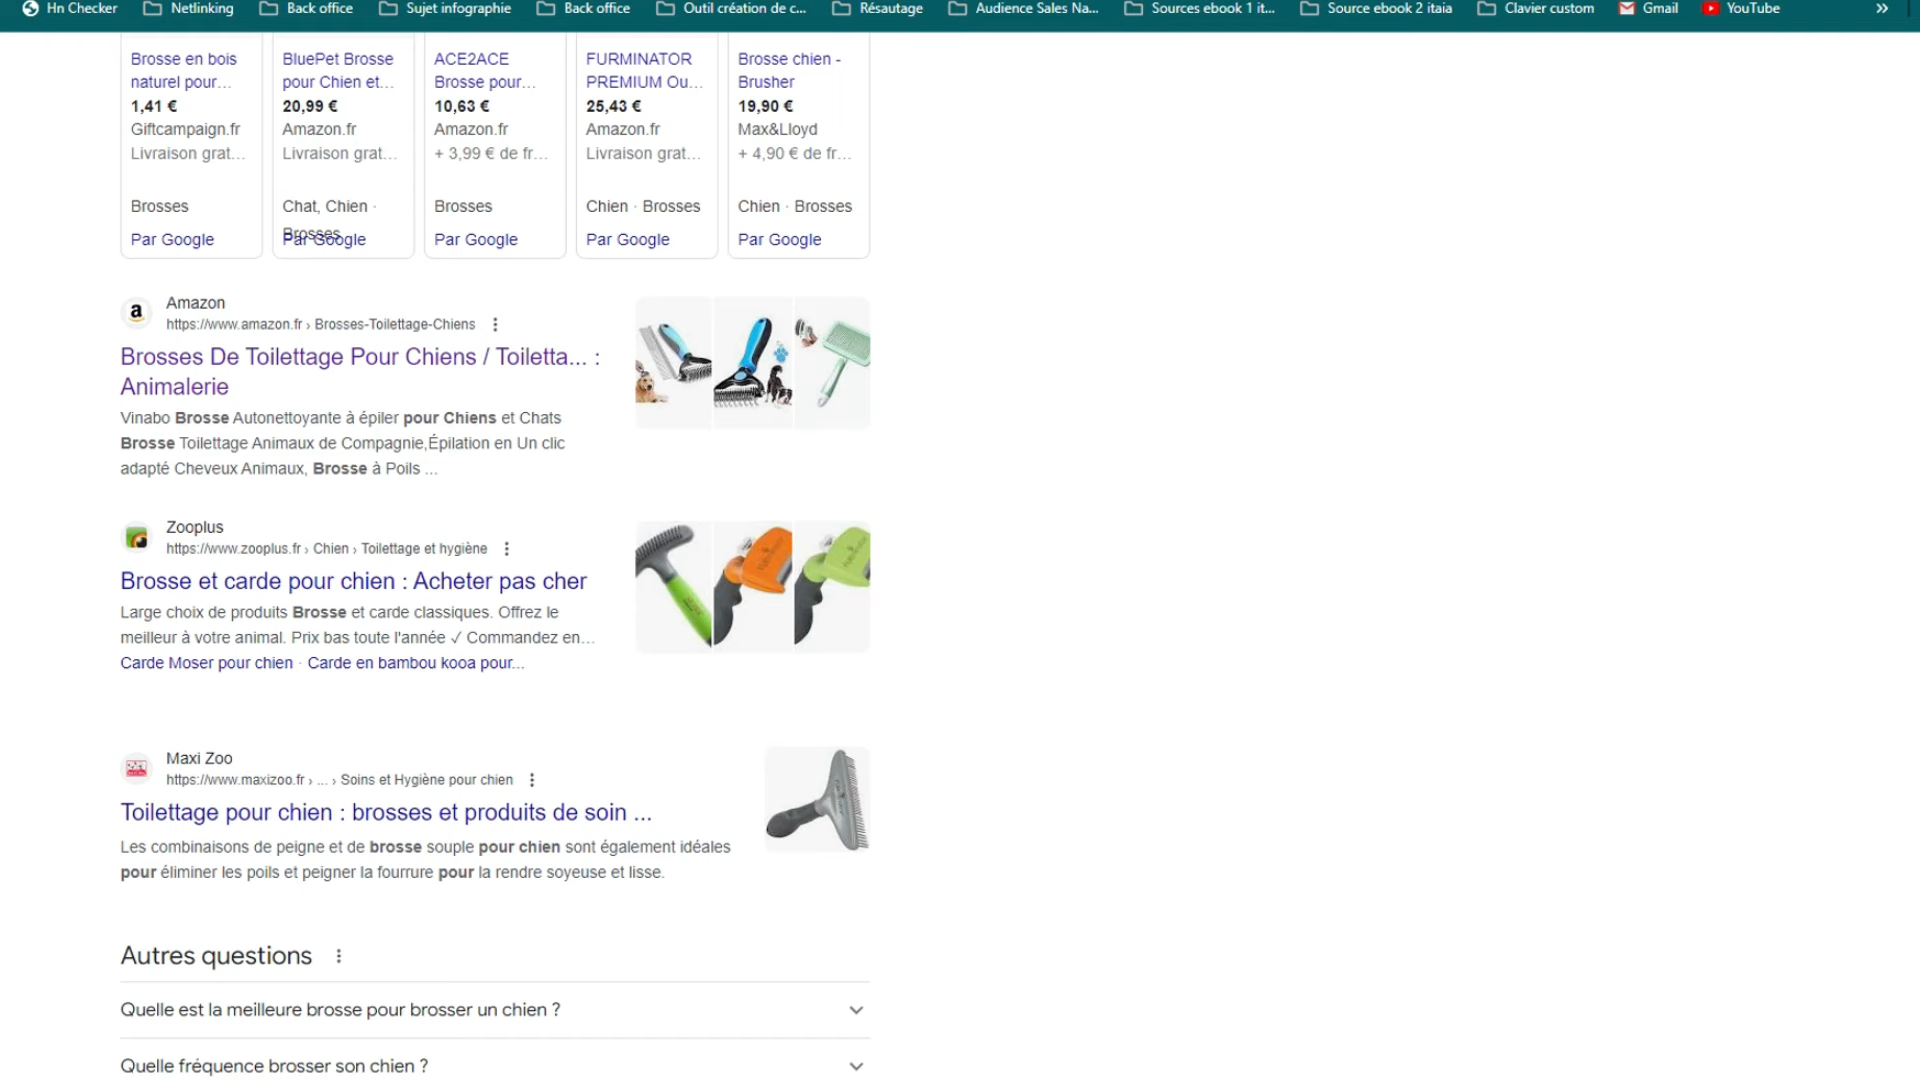 Hn Checker Netlinking Back office Sujet infographie Back office Outil création de c... Résautage Audience Sales Na... Sources ebook 1 it... Source ebook 2 itaia Clavier custom Gmail YouTube »
Brosse en bois
naturel pour...
1,41 €
Giftcampaign.fr
Livraison grat...
Brosses
Par Google
BluePet Brosse
pour Chien et...
20,99 €
Amazon.fr
Livraison grat...
Chat, Chien ·
Brosses
Par Google
ACE2ACE
Brosse pour...
10,63 €
Amazon.fr
+ 3,99 € de fr...
Brosses
Par Google
FURMINATOR
PREMIUM Ou...
25,43 €
Amazon.fr
Livraison grat...
Chien · Brosses
Par Google
Brosse chien -
Brusher
19,90 €
Max&Lloyd
+ 4,90 € de fr...
Chien · Brosses
Par Google
Amazon
https://www.amazon.fr › Brosses-Toilettage-Chiens
Brosses De Toilettage Pour Chiens / Toiletta... :
Animalerie
Vinabo Brosse Autonettoyante à épiler pour Chiens et Chats
Brosse Toilettage Animaux de Compagnie,Épilation en Un clic
adapté Cheveux Animaux, Brosse à Poils ...
Zooplus
https://www.zooplus.fr › Chien › Toilettage et hygiène
Brosse et carde pour chien : Acheter pas cher
Large choix de produits Brosse et carde classiques. Offrez le
meilleur à votre animal. Prix bas toute l'année ✓ Commandez en...
Carde Moser pour chien · Carde en bambou kooa pour...
Maxi Zoo
https://www.maxizoo.fr › ... › Soins et Hygiène pour chien
Toilettage pour chien : brosses et produits de soin ...
Les combinaisons de peigne et de brosse souple pour chien sont également idéales
pour éliminer les poils et peigner la fourrure pour la rendre soyeuse et lisse.
Autres questions
Quelle est la meilleure brosse pour brosser un chien ?
Quelle fréquence brosser son chien ?